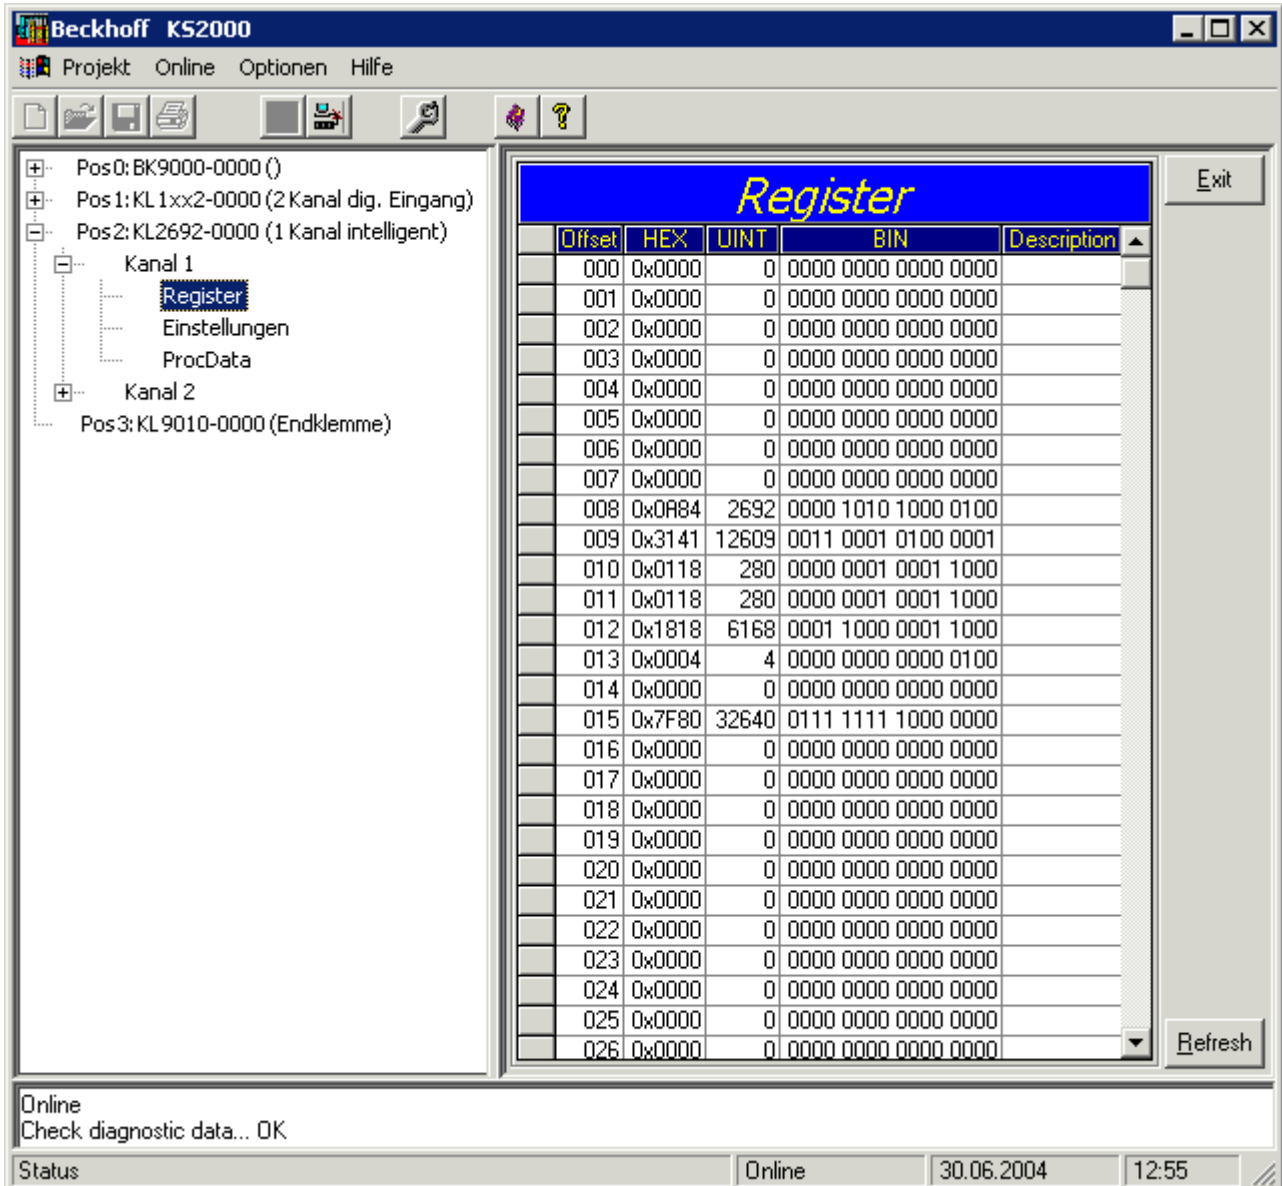 Beckhoff KS2000
Projekt Online Optionen Hilfe
Pos0: BK9000-0000 ()
Pos1: KL1xx2-0000 (2 Kanal dig. Eingang)
Pos2: KL2692-0000 (1 Kanal intelligent)
Kanal 1
Register
Einstellungen
ProcData
Kanal 2
Pos3: KL9010-0000 (Endklemme)
Register
Offset HEX UINT BIN Description
000 0x0000 0 0000 0000 0000 0000
001 0x0000 0 0000 0000 0000 0000
002 0x0000 0 0000 0000 0000 0000
003 0x0000 0 0000 0000 0000 0000
004 0x0000 0 0000 0000 0000 0000
005 0x0000 0 0000 0000 0000 0000
006 0x0000 0 0000 0000 0000 0000
007 0x0000 0 0000 0000 0000 0000
008 0x0A84 2692 0000 1010 1000 0100
009 0x3141 12609 0011 0001 0100 0001
010 0x0118 280 0000 0001 0001 1000
011 0x0118 280 0000 0001 0001 1000
012 0x1818 6168 0001 1000 0001 1000
013 0x0004 4 0000 0000 0000 0100
014 0x0000 0 0000 0000 0000 0000
015 0x7F80 32640 0111 1111 1000 0000
016 0x0000 0 0000 0000 0000 0000
017 0x0000 0 0000 0000 0000 0000
018 0x0000 0 0000 0000 0000 0000
019 0x0000 0 0000 0000 0000 0000
020 0x0000 0 0000 0000 0000 0000
021 0x0000 0 0000 0000 0000 0000
022 0x0000 0 0000 0000 0000 0000
023 0x0000 0 0000 0000 0000 0000
024 0x0000 0 0000 0000 0000 0000
025 0x0000 0 0000 0000 0000 0000
026 0x0000 0 0000 0000 0000 0000
Exit
Refresh
Online
Check diagnostic data... OK
Status Online 30.06.2004 12:55